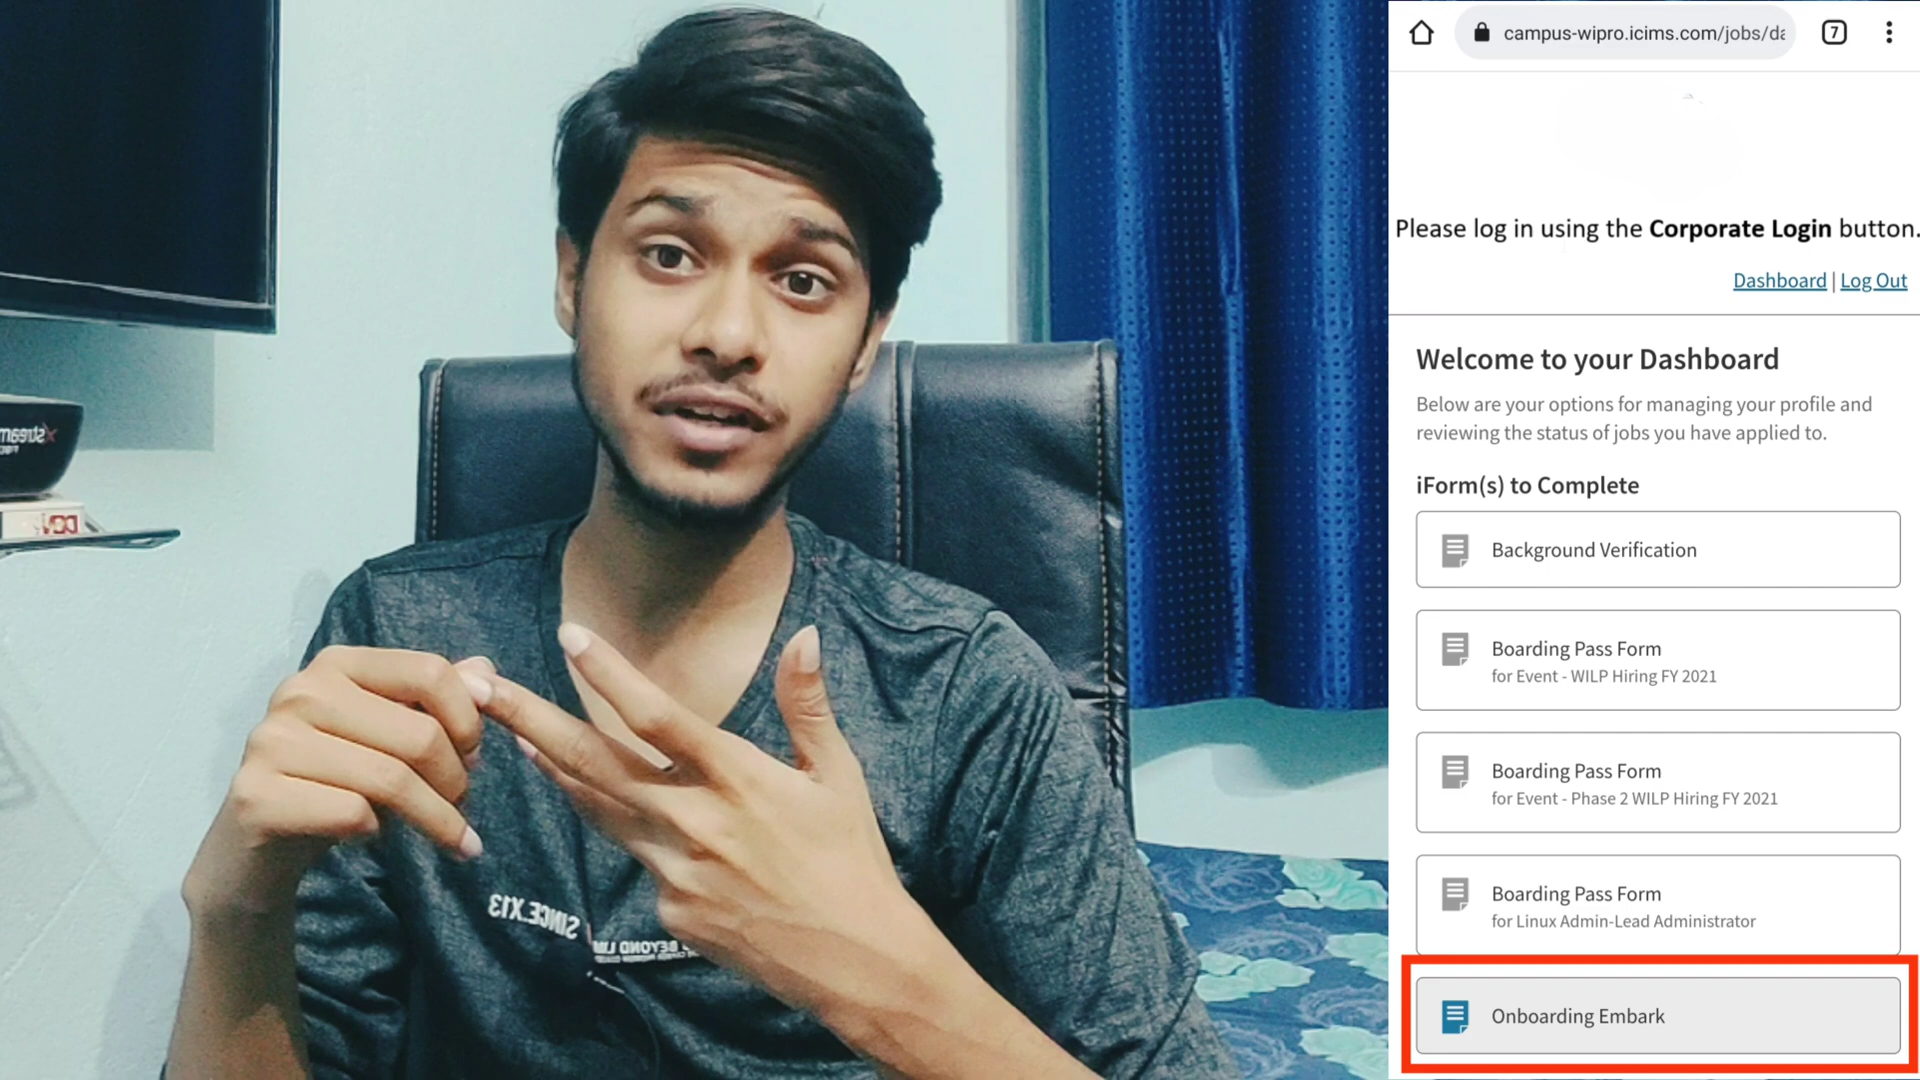 campus-wipro.icims.com/jobs/da
7
Please log in using the Corporate Login button.
Dashboard | Log Out
Welcome to your Dashboard
Below are your options for managing your profile and
reviewing the status of jobs you have applied to.
iForm(s) to Complete
Background Verification
Boarding Pass Form
for Event - WILP Hiring FY 2021
Boarding Pass Form
for Event - Phase 2 WILP Hiring FY 2021
Boarding Pass Form
for Linux Admin-Lead Administrator
Onboarding Embark
Xstream
SINCE.X13
BEYOND